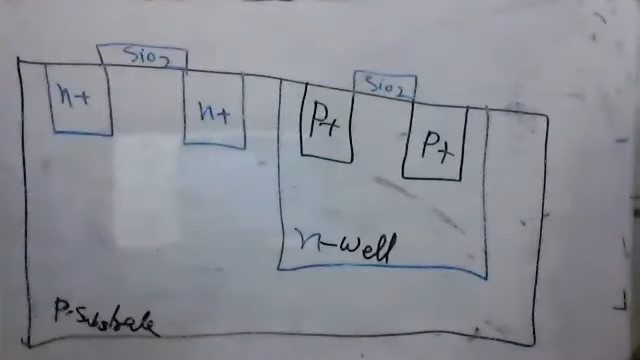 SiO2
SiO2
n+
n+
P+
P+
n-well
P-Substrate